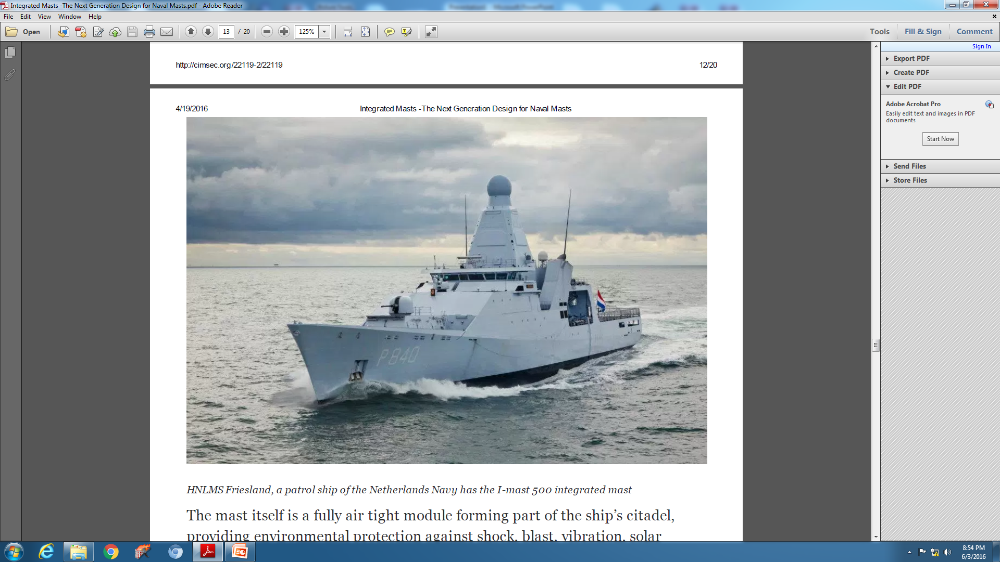 Integrated Masts -The Next Generation Design for Naval Masts.pdf - Adobe Reader
File Edit View Window Help
Open 13 / 20 125% Tools Fill & Sign Comment
Sign In
Export PDF
Create PDF
Edit PDF
Adobe Acrobat Pro
Easily edit text and images in PDF
documents
Start Now
Send Files
Store Files
http://cimsec.org/22119-2/22119 12/20
4/19/2016 Integrated Masts -The Next Generation Design for Naval Masts
P840
HNLMS Friesland, a patrol ship of the Netherlands Navy has the I-mast 500 integrated mast
The mast itself is a fully air tight module forming part of the ship's citadel,
providing environmental protection against shock, blast, vibration, solar
8:54 PM
6/3/2016